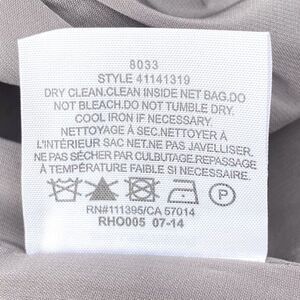 8033
STYLE 41141319
DRY CLEAN.CLEAN INSIDE NET BAG.DO
NOT BLEACH.DO NOT TUMBLE DRY.
COOL IRON if NECESSARY.
NETTOYAGE À SEC.NETTOYER À
L'INTÉRIEUR SAC NET.NE PAS JAVELLISER.
NE PAS SÉCHER PAR CULBUTAGE.REPASSAGE
À TEMPÉRATURE FAIBLE SI NECESSAIRE.
P
RN#111395/CA 57014
RHO005 07-14